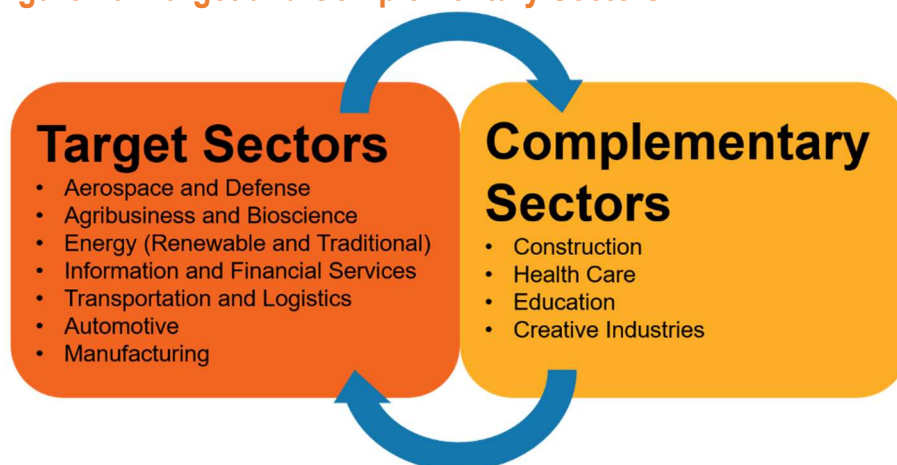 Target Sectors
• Aerospace and Defense
• Agribusiness and Bioscience
• Energy (Renewable and Traditional)
• Information and Financial Services
• Transportation and Logistics
• Automotive
• Manufacturing
Complementary
Sectors
• Construction
• Health Care
• Education
• Creative Industries